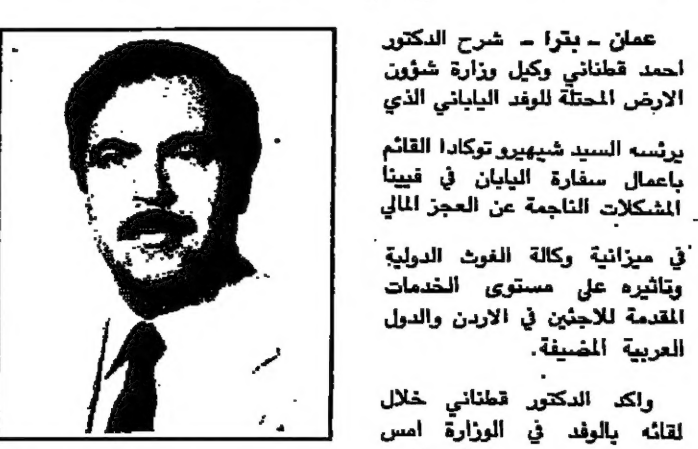 عمان ـ بترا ـ شرح الدكتور
احمد قطناني وكيل وزارة شؤون
الارض المحتلة للوفد الياباني الذي
يرئسه السيد شيهيرو توكادا القائم
باعمال سفارة اليابان في فيينا
المشكلات الناجمة عن العجز المالي
في ميزانية وكالة الغوث الدولية
وتاثيره على مستوى الخدمات
المقدمة للاجئين في الاردن والدول
العربية المضيفة.
واكد الدكتور قطناني خلال
لقائه بالوفد في الوزارة امس